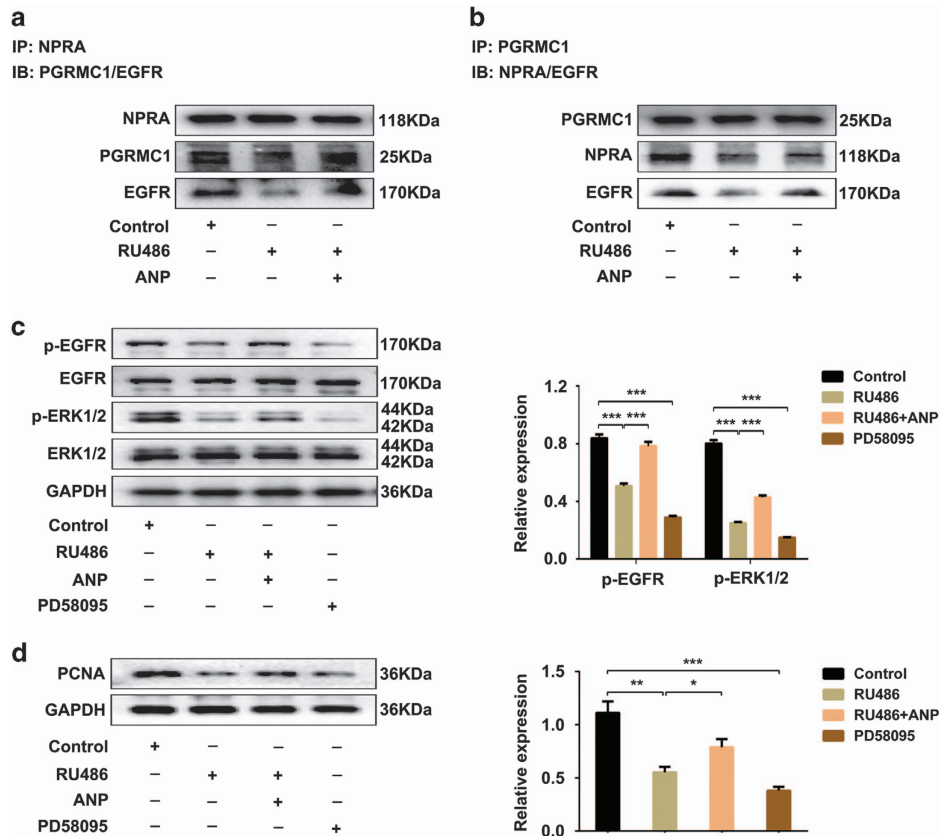 a
IP: NPRA
IB: PGRMC1/EGFR
NPRA 118KDa
PGRMC1 25KDa
EGFR 170KDa
Control + – –
RU486 – + +
ANP – – +
b
IP: PGRMC1
IB: NPRA/EGFR
PGRMC1 25KDa
NPRA 118KDa
EGFR 170KDa
Control + – –
RU486 – + +
ANP – – +
c
p-EGFR 170KDa
EGFR 170KDa
p-ERK1/2 44KDa
42KDa
ERK1/2 44KDa
42KDa
GAPDH 36KDa
Control + – – –
RU486 – + + –
ANP – – + –
PD58095 – – – +
Relative expression
1.2
0.8
0.4
0.0
*** *** ***
*** *** ***
p-EGFR p-ERK1/2
Control
RU486
RU486+ANP
PD58095
d
PCNA 36KDa
GAPDH 36KDa
Control + – – –
RU486 – + + –
ANP – – + –
PD58095 – – – +
Relative expression
1.5
1.0
0.5
0.0
***
** *
Control
RU486
RU486+ANP
PD58095